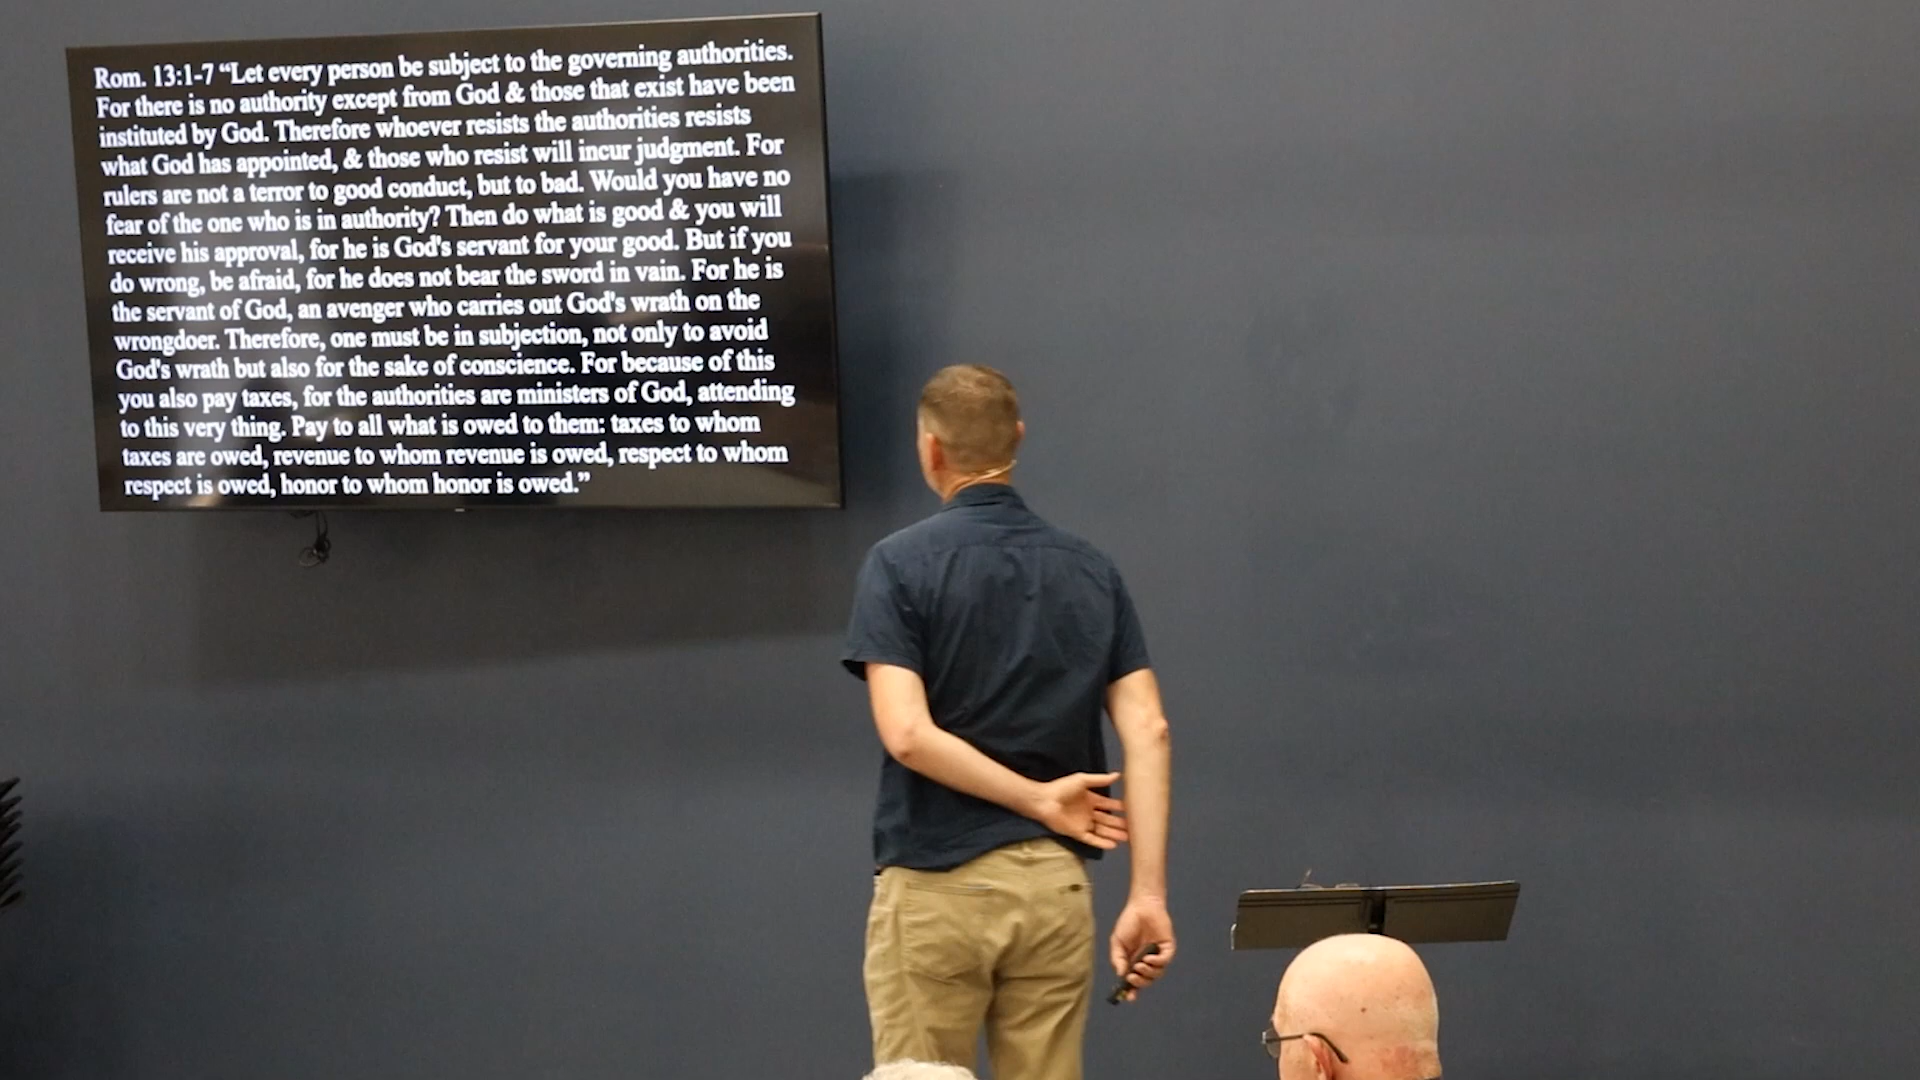 Rom. 13:1-7 “Let every person be subject to the governing authorities.
For there is no authority except from God & those that exist have been
instituted by God. Therefore whoever resists the authorities resists
what God has appointed, & those who resist will incur judgment. For
rulers are not a terror to good conduct, but to bad. Would you have no
fear of the one who is in authority? Then do what is good & you will
receive his approval, for he is God's servant for your good. But if you
do wrong, be afraid, for he does not bear the sword in vain. For he is
the servant of God, an avenger who carries out God's wrath on the
wrongdoer. Therefore, one must be in subjection, not only to avoid
God's wrath but also for the sake of conscience. For because of this
you also pay taxes, for the authorities are ministers of God, attending
to this very thing. Pay to all what is owed to them: taxes to whom
taxes are owed, revenue to whom revenue is owed, respect to whom
respect is owed, honor to whom honor is owed.”